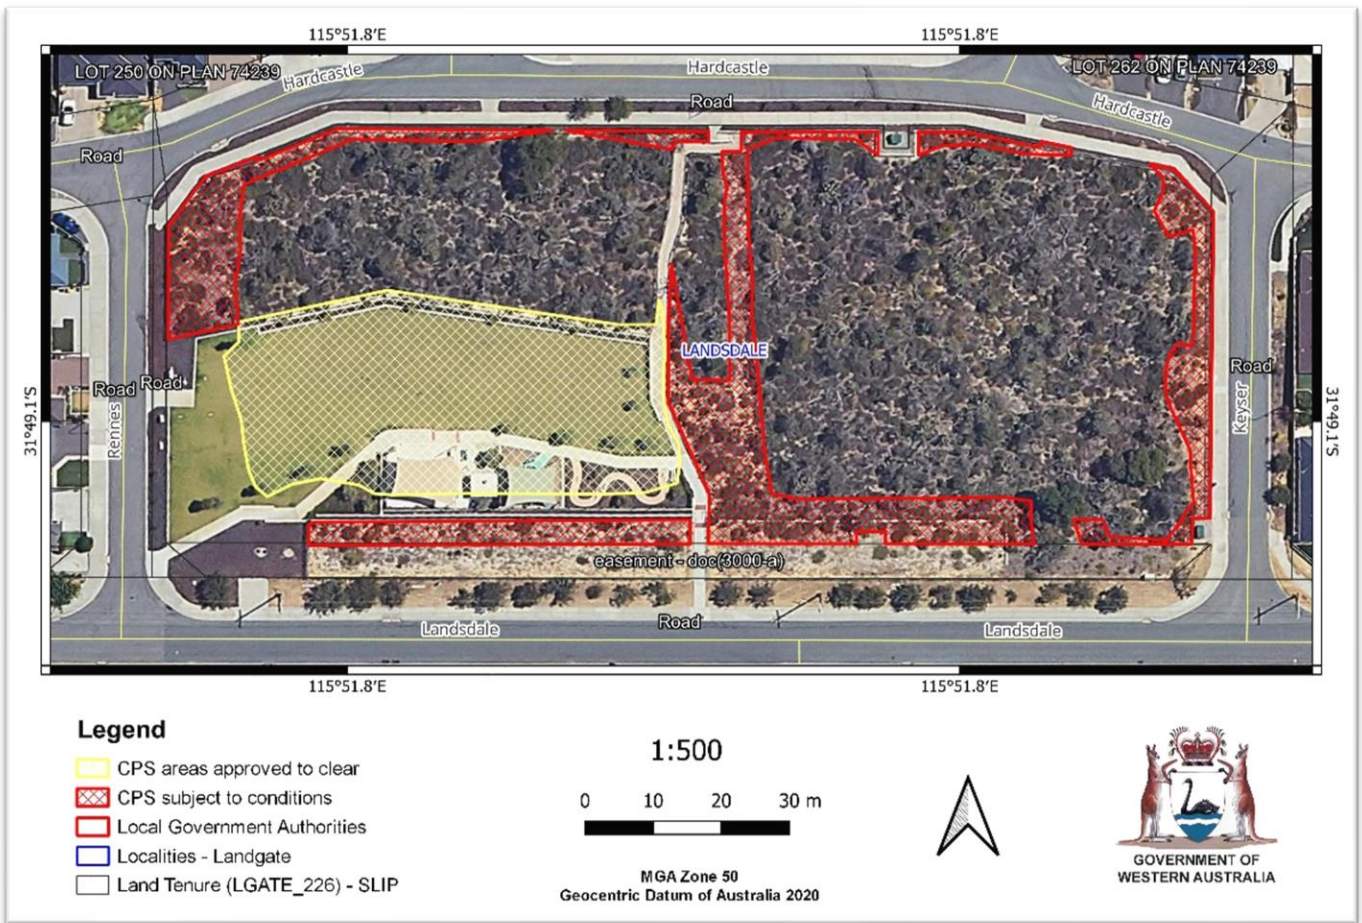 115°51.8'E 115°51.8'E
LOT 250 ON PLAN 74239
Hardcastle
Hardcastle
LOT 262 ON PLAN 74239
Road
Hardcastle
Road
LANDSDALE
Road
Road Road
Rennes
Keyser
31°49.1'S
31°49.1'S
easement - doc(3000-a)
Landsdale
Road
Landsdale
115°51.8'E 115°51.8'E
Legend
CPS areas approved to clear
CPS subject to conditions
Local Government Authorities
Localities - Landgate
Land Tenure (LGATE_226) - SLIP
1:500
0 10 20 30 m
MGA Zone 50
Geocentric Datum of Australia 2020
GOVERNMENT OF
WESTERN AUSTRALIA